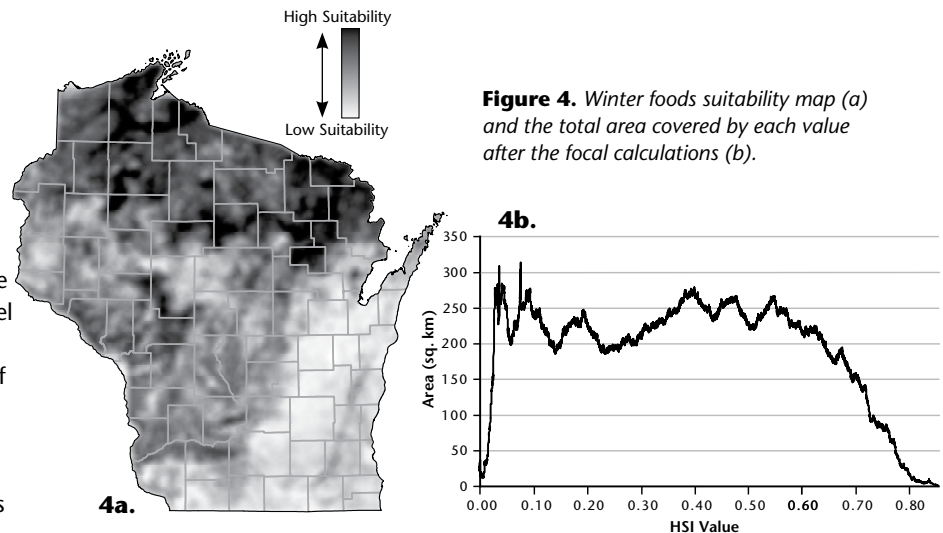 High Suitability
Low Suitability
Figure 4. Winter foods suitability map (a)
and the total area covered by each value
after the focal calculations (b).
e
el
f
s
4a.
4b.
350
300
250
200
150
100
50
0
Area (sq. km)
0.00 0.10 0.20 0.30 0.40 0.50 0.60 0.70 0.80
HSI Value